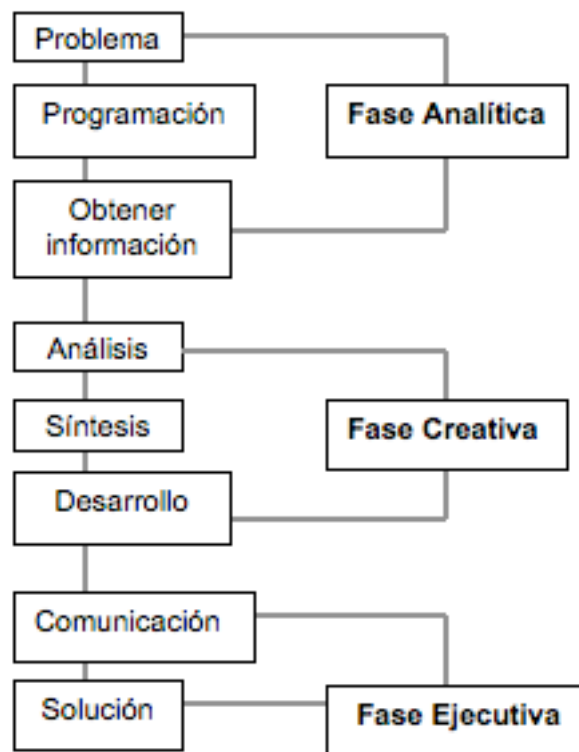 Problema
Programación
Fase Analítica
Obtener
información
Análisis
Síntesis
Fase Creativa
Desarrollo
Comunicación
Solución
Fase Ejecutiva